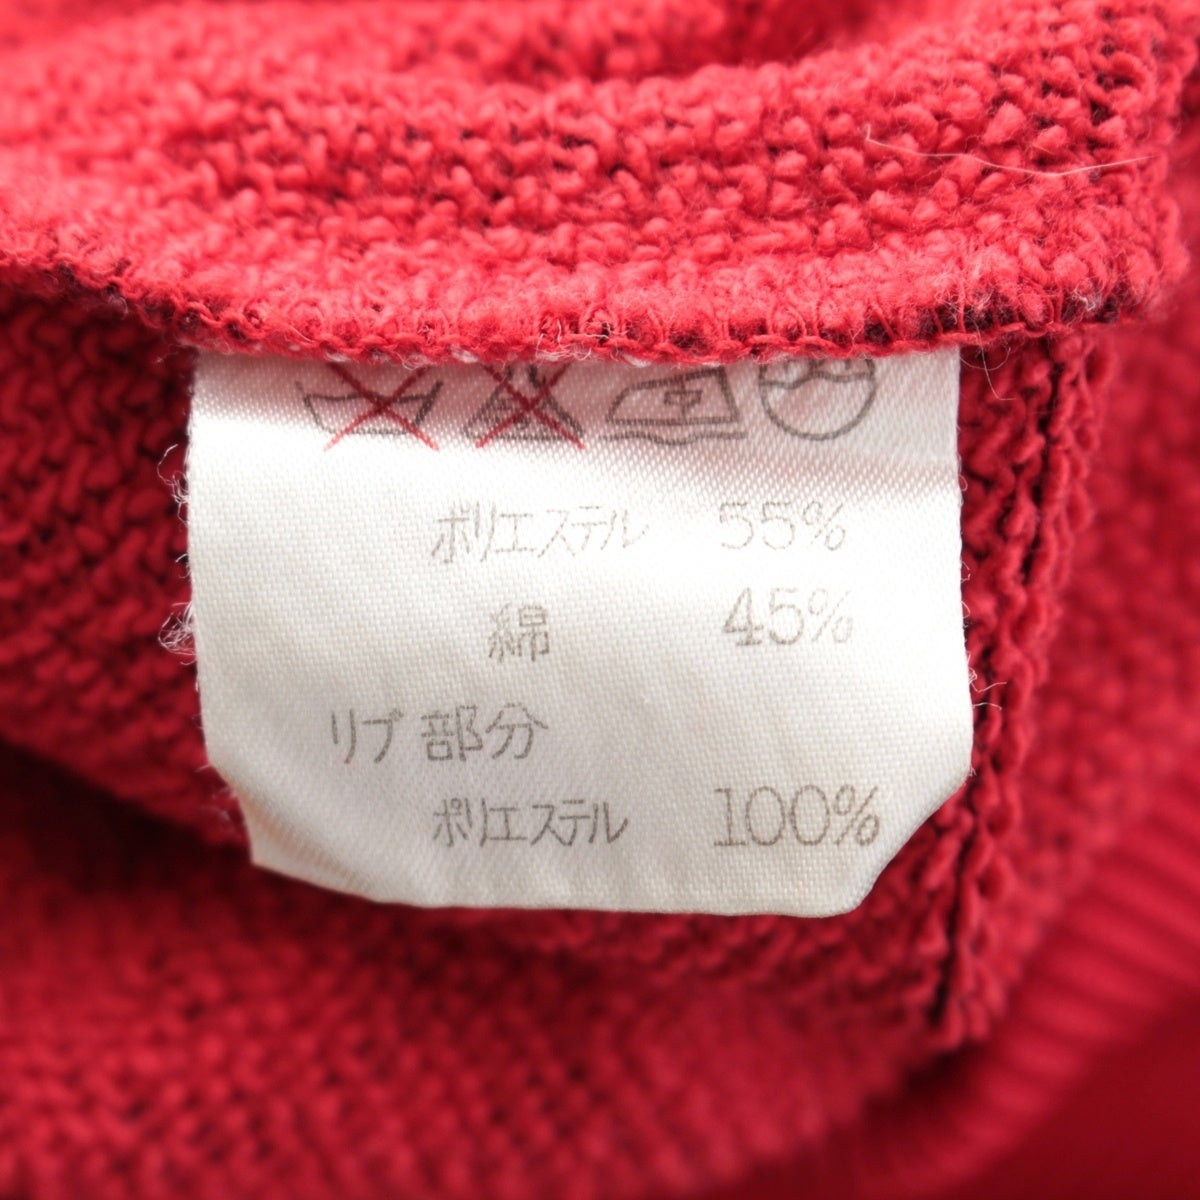 ポリエステル 55%
綿 45%
リブ部分
ポリエステル 100%